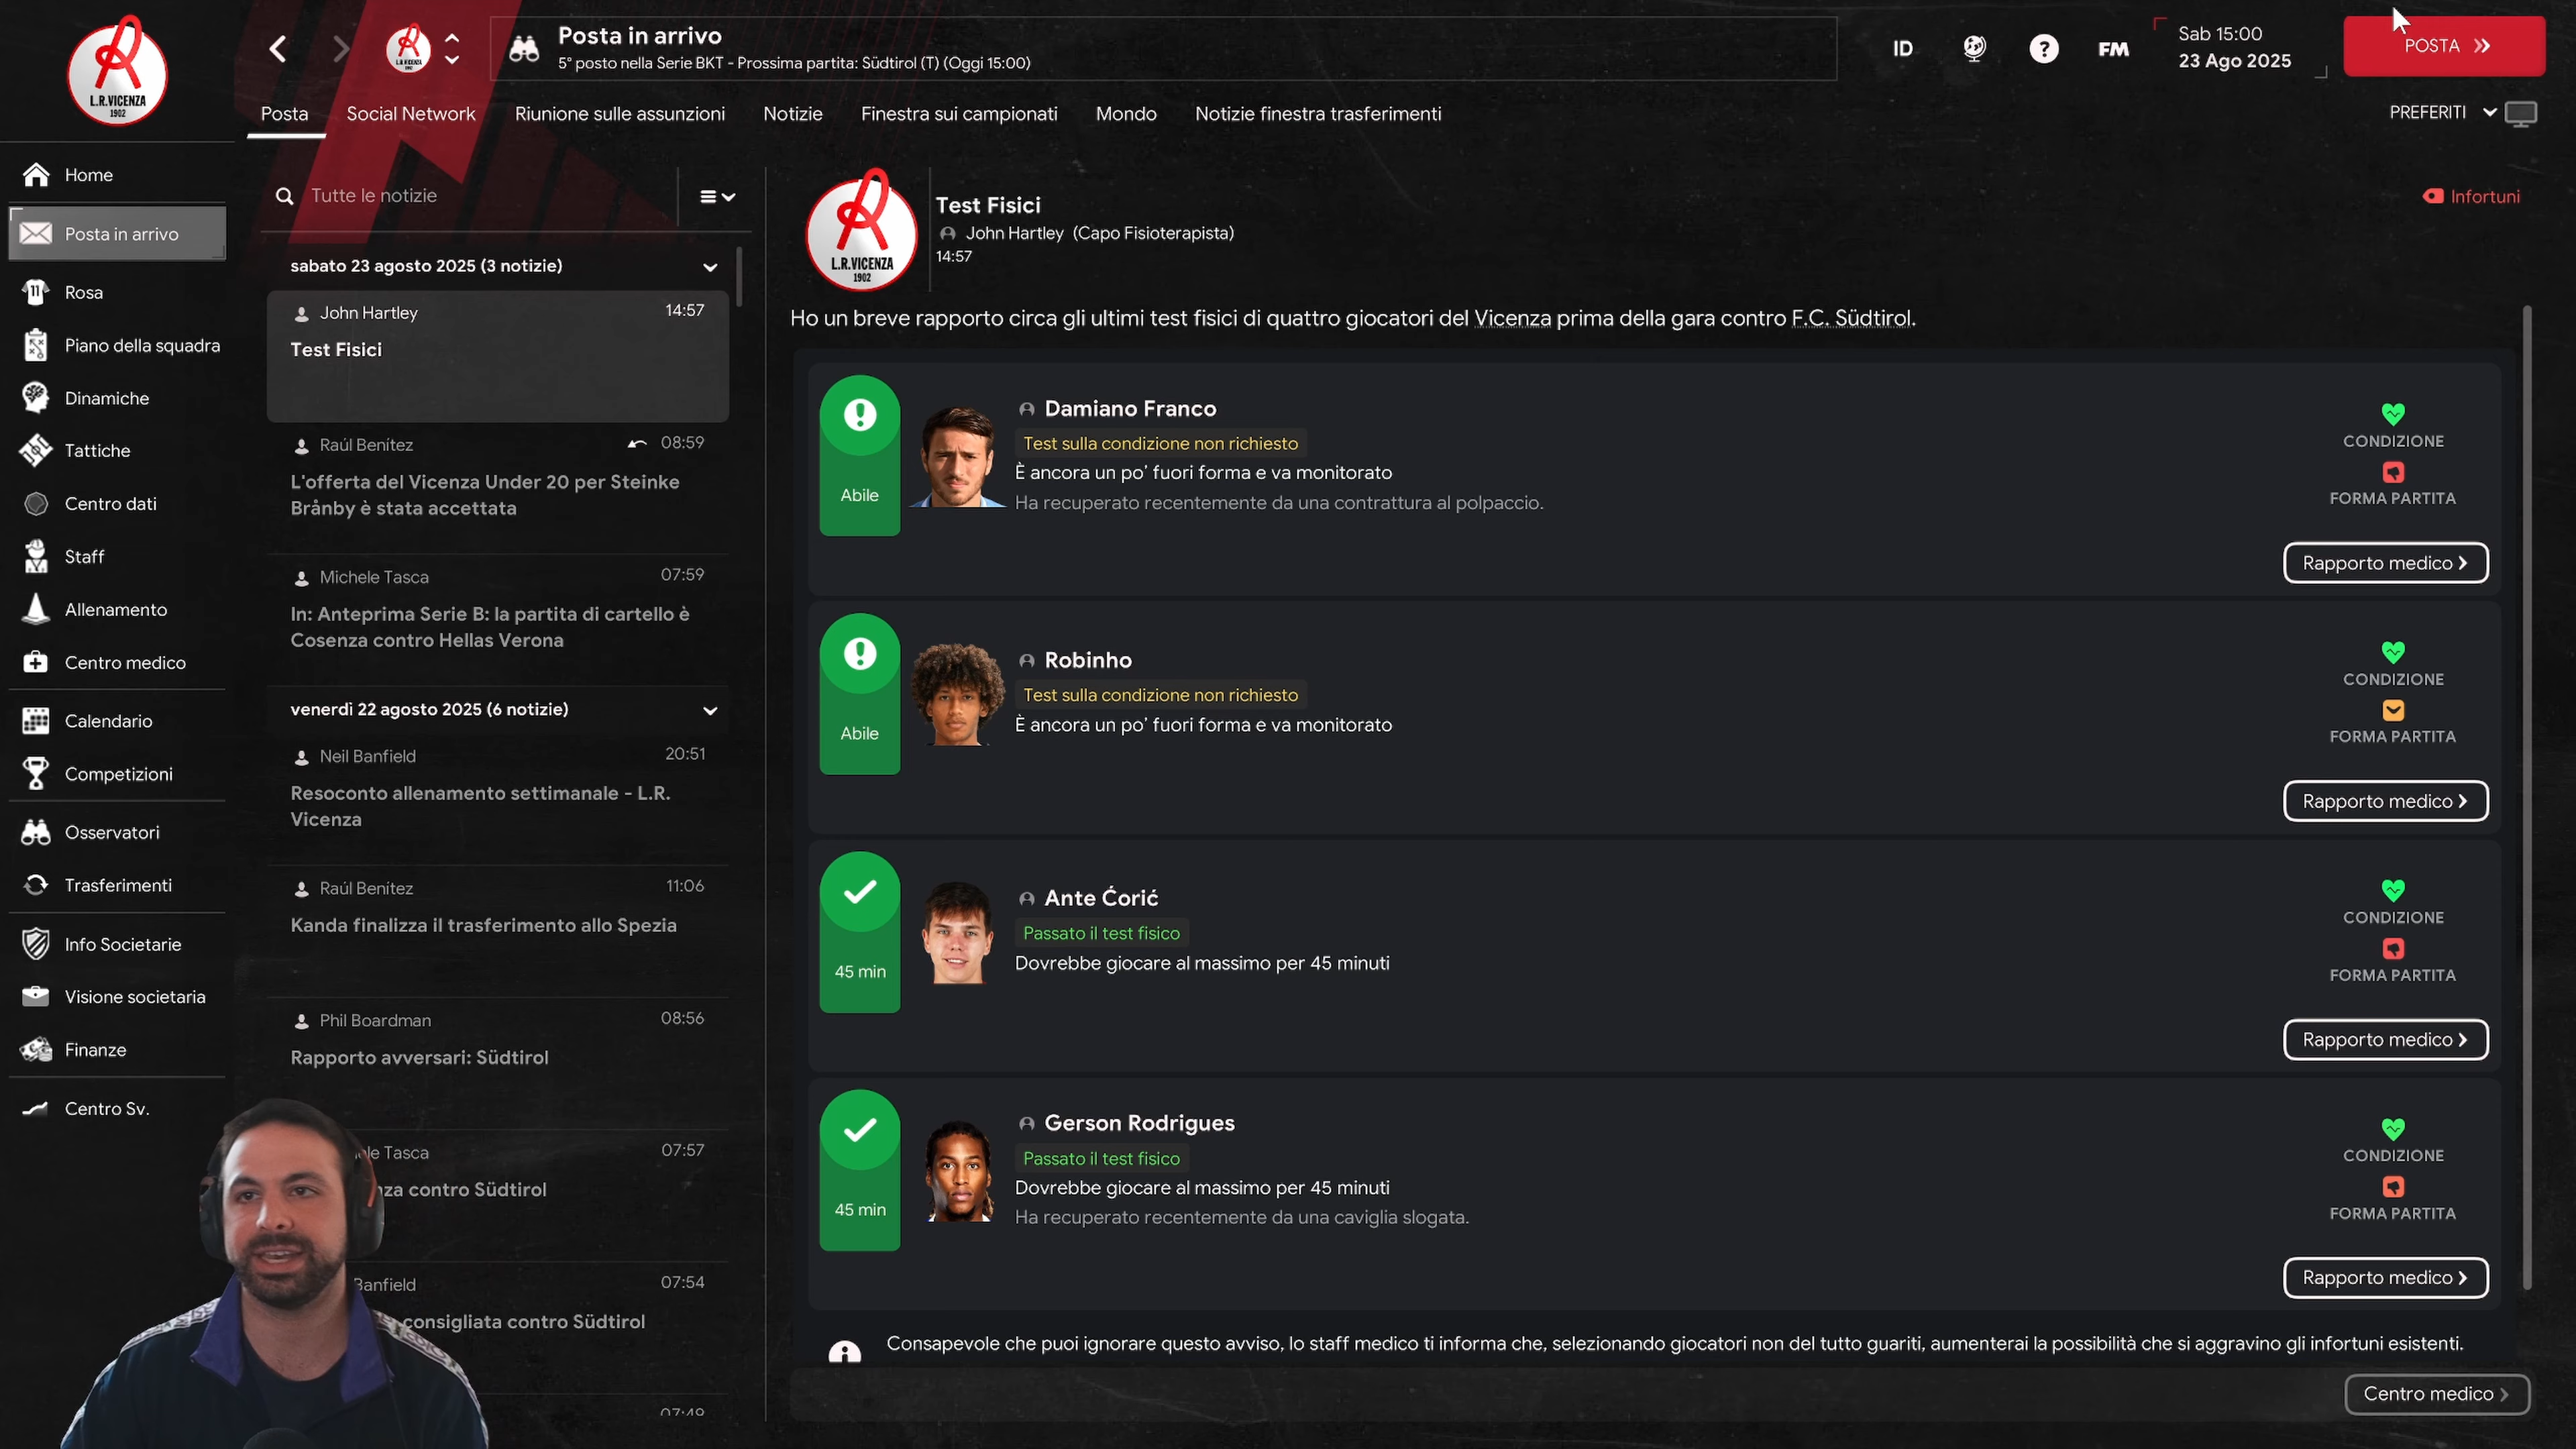 L.R.VICENZA
1902
Posta in arrivo
5° posto nella Serie BKT - Prossima partita: Südtirol (T) (Oggi 15:00)
ID
?
FM
Sab 15:00
23 Ago 2025
POSTA
Posta
Social Network
Riunione sulle assunzioni
Notizie
Finestra sui campionati
Mondo
Notizie finestra trasferimenti
PREFERITI
Home
Posta in arrivo
Rosa
Piano della squadra
Dinamiche
Tattiche
Centro dati
Staff
Allenamento
Centro medico
Calendario
Competizioni
Osservatori
Trasferimenti
Info Societarie
Visione societaria
Finanze
Centro Sv.
Tutte le notizie
sabato 23 agosto 2025 (3 notizie)
John Hartley
14:57
Test Fisici
Raúl Benítez
08:59
L'offerta del Vicenza Under 20 per Steinke
Brånby è stata accettata
Michele Tasca
07:59
In: Anteprima Serie B: la partita di cartello è
Cosenza contro Hellas Verona
venerdì 22 agosto 2025 (6 notizie)
Neil Banfield
20:51
Resoconto allenamento settimanale - L.R.
Vicenza
Raúl Benítez
11:06
Kanda finalizza il trasferimento allo Spezia
Phil Boardman
08:56
Rapporto avversari: Südtirol
Tasca
07:57
contro Südtirol
Banfield
07:54
consigliata contro Südtirol
07:49
L.R.VICENZA
1902
Test Fisici
John Hartley (Capo Fisioterapista)
14:57
Infortuni
Ho un breve rapporto circa gli ultimi test fisici di quattro giocatori del Vicenza prima della gara contro F.C. Südtirol.
Abile
Damiano Franco
Test sulla condizione non richiesto
È ancora un po' fuori forma e va monitorato
Ha recuperato recentemente da una contrattura al polpaccio.
CONDIZIONE
FORMA PARTITA
Rapporto medico
Abile
Robinho
Test sulla condizione non richiesto
È ancora un po' fuori forma e va monitorato
CONDIZIONE
FORMA PARTITA
Rapporto medico
45 min
Ante Ćorić
Passato il test fisico
Dovrebbe giocare al massimo per 45 minuti
CONDIZIONE
FORMA PARTITA
Rapporto medico
45 min
Gerson Rodrigues
Passato il test fisico
Dovrebbe giocare al massimo per 45 minuti
Ha recuperato recentemente da una caviglia slogata.
CONDIZIONE
FORMA PARTITA
Rapporto medico
Consapevole che puoi ignorare questo avviso, lo staff medico ti informa che, selezionando giocatori non del tutto guariti, aumenterai la possibilità che si aggravino gli infortuni esistenti.
Centro medico